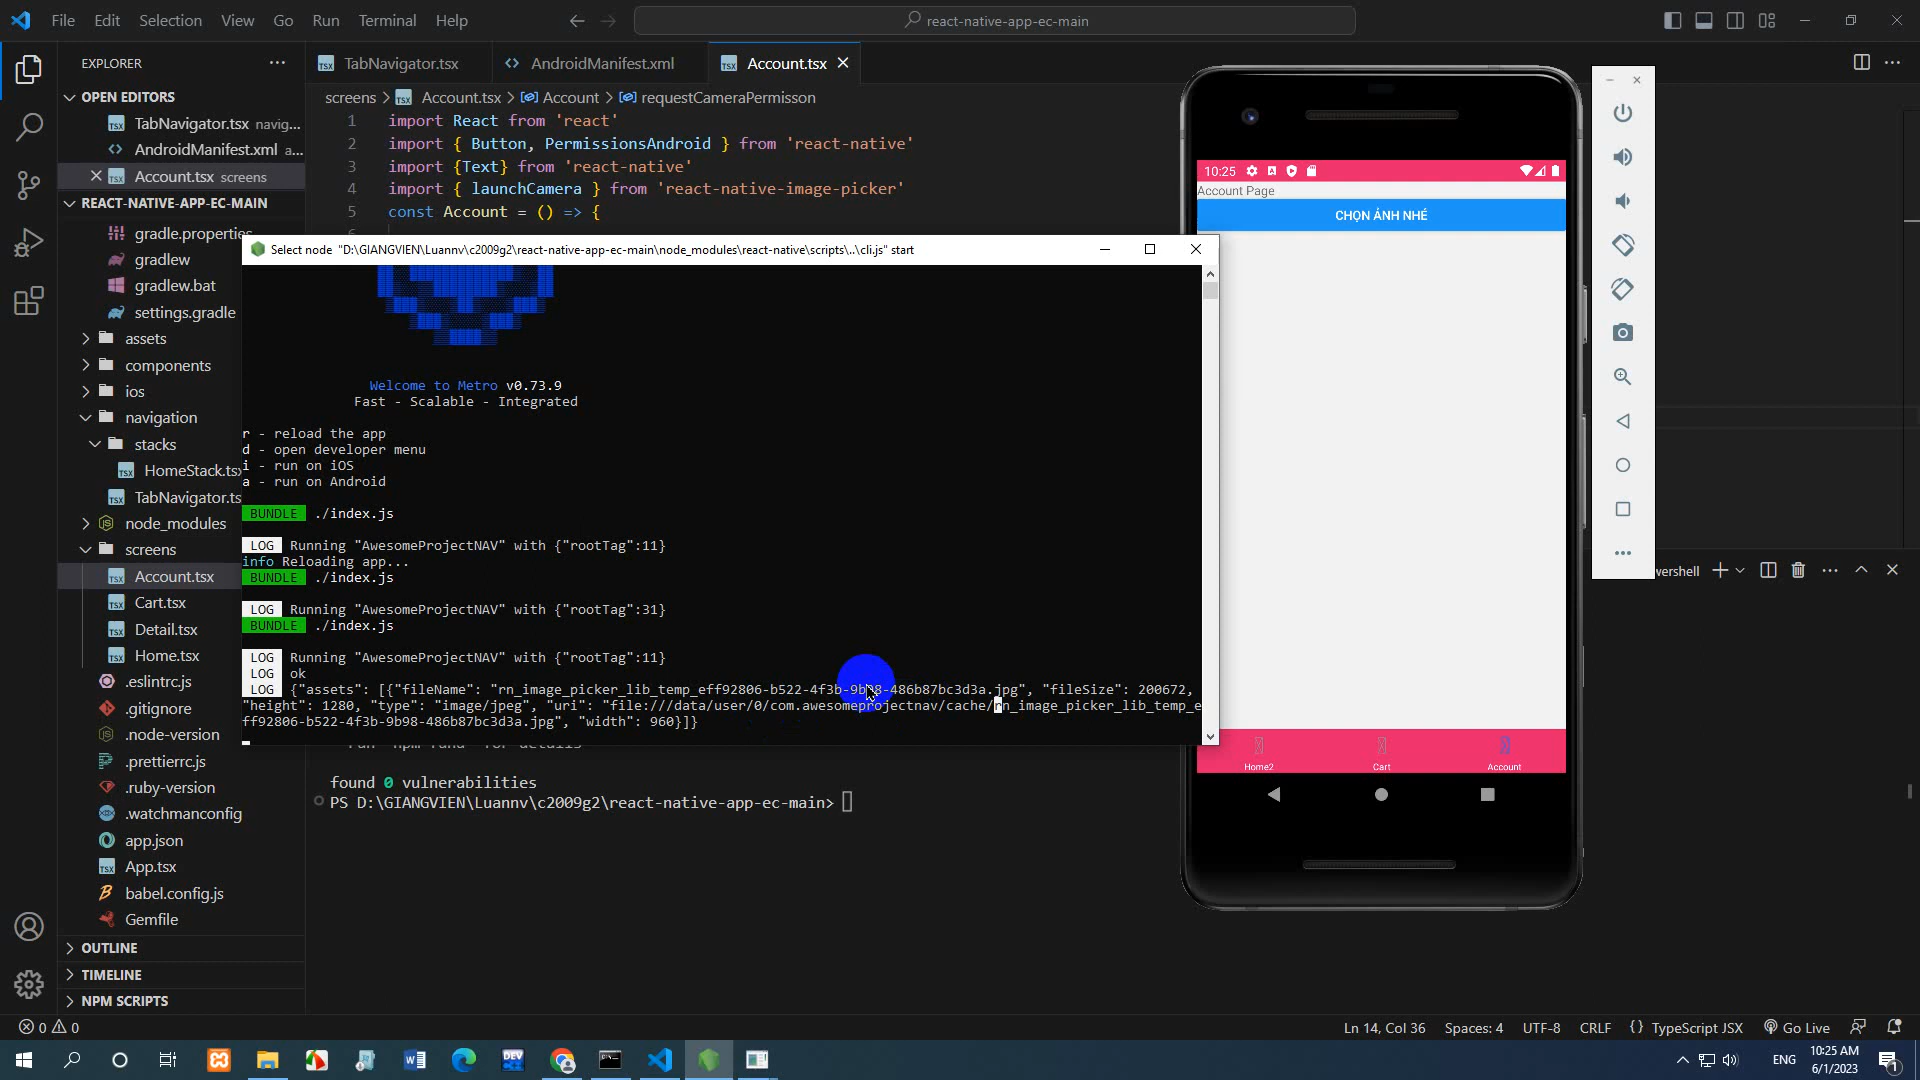 File Edit Selection View Go Run Terminal Help
react-native-app-ec-main
EXPLORER
TabNavigator.tsx
AndroidManifest.xml
Account.tsx
OPEN EDITORS
TabNavigator.tsx navig...
AndroidManifest.xml a...
Account.tsx screens
REACT-NATIVE-APP-EC-MAIN
gradle.properties
gradlew
gradlew.bat
settings.gradle
assets
components
ios
navigation
stacks
HomeStack.tsx
TabNavigator.ts
node_modules
screens
Account.tsx
Cart.tsx
Detail.tsx
Home.tsx
.eslintrc.js
.gitignore
.node-version
.prettierrc.js
.ruby-version
.watchmanconfig
app.json
App.tsx
babel.config.js
Gemfile
OUTLINE
TIMELINE
NPM SCRIPTS
screens > Account.tsx > Account > requestCameraPermisson
1 import React from 'react'
2 import { Button, PermissionsAndroid } from 'react-native'
3 import {Text} from 'react-native'
4 import { launchCamera } from 'react-native-image-picker'
5 const Account = () => {
Select node "D:\GIANGVIEN\Luannv\c2009g2\react-native-app-ec-main\node_modules\react-native\scripts\..\cli.js" start
Welcome to Metro v0.73.9
Fast - Scalable - Integrated
r - reload the app
d - open developer menu
i - run on iOS
a - run on Android
BUNDLE ./index.js
LOG Running "AwesomeProjectNAV" with {"rootTag":11}
info Reloading app...
BUNDLE ./index.js
LOG Running "AwesomeProjectNAV" with {"rootTag":31}
BUNDLE ./index.js
LOG Running "AwesomeProjectNAV" with {"rootTag":11}
LOG ok
LOG {"assets": [{"fileName": "rn_image_picker_lib_temp_eff92806-b522-4f3b-9b98-486b87bc3d3a.jpg", "fileSize": 200672,
"height": 1280, "type": "image/jpeg", "uri": "file:///data/user/0/com.awesomeprojectnav/cache/rn_image_picker_lib_temp_e
ff92806-b522-4f3b-9b98-486b87bc3d3a.jpg", "width": 960}]}
found 0 vulnerabilities
PS D:\GIANGVIEN\Luannv\c2009g2\react-native-app-ec-main>
10:25
Account Page
CHỌN ẢNH NHÉ
Home2
Cart
Account
wershell
0 0
Ln 14, Col 36 Spaces: 4 UTF-8 CRLF TypeScript JSX Go Live
ENG
10:25 AM
6/1/2023
1